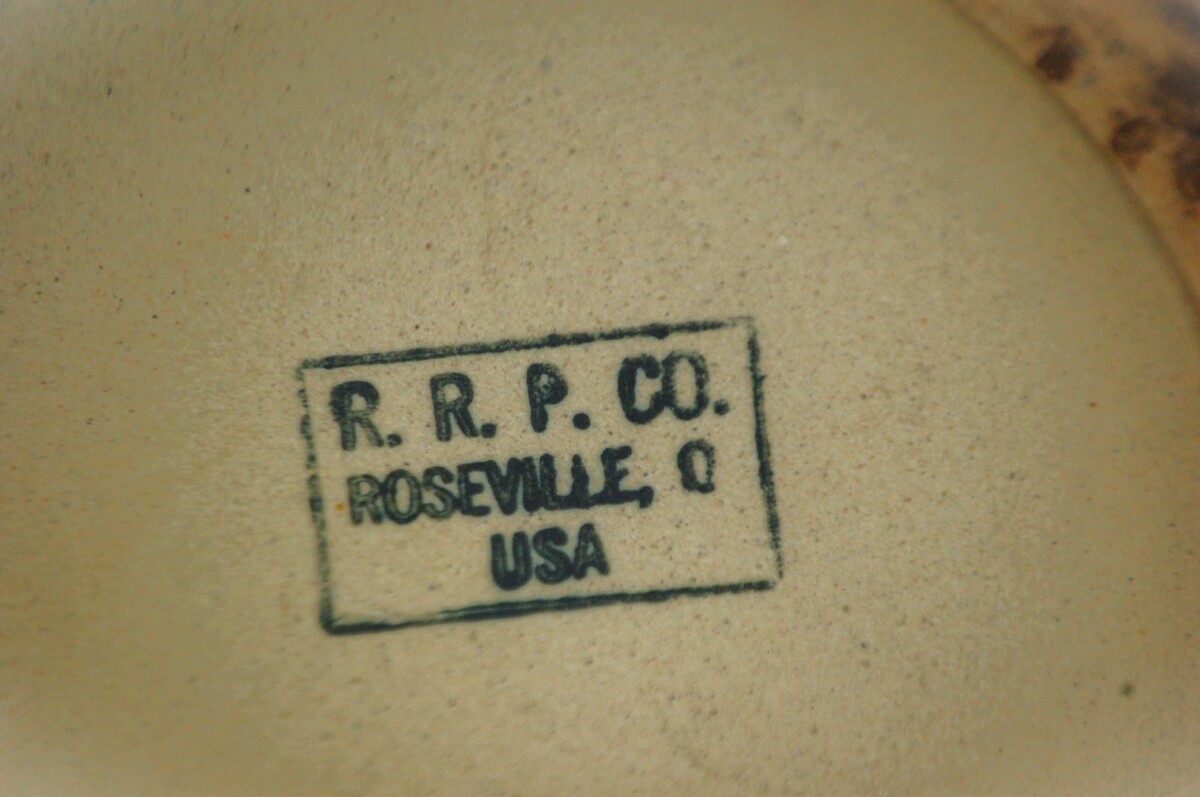 R. R. P. CO.
ROSEVILLE, O
USA